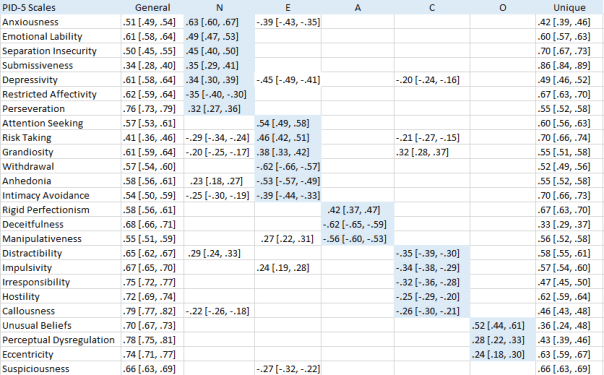 PID-5 Scales General N E A C O Unique
Anxiousness .51 [.49, .54] .63 [.60, .67] -.39 [-.43, -.35] .42 [.39, .46]
Emotional Lability .61 [.58, .64] .49 [.47, .53] .60 [.57, .63]
Separation Insecurity .50 [.45, .55] .45 [.40, .50] .70 [.67, .73]
Submissiveness .34 [.28, .40] .35 [.29, .41] .86 [.84, .89]
Depressivity .61 [.58, .64] .34 [.30, .39] -.45 [-.49, -.41] -.20 [-.24, -.16] .49 [.46, .52]
Restricted Affectivity .62 [.59, .64] -35 [-.40, -.30] .67 [.63, .70]
Perseveration .76 [.73, .79] .32 [.27, .36] .55 [.52, .58]
Attention Seeking .57 [.53, .61] .54 [.49, .58] .60 [.56, .63]
Risk Taking .41 [.36, .46] -.29 [-.34, -.24] .46 [.42, .51] -.21 [-.27, -.15] .70 [.66, .74]
Grandiosity .61 [.59, .64] -.20 [-.25, -.17] .38 [.33, .42] .32 [.28, .37] .55 [.51, .58]
Withdrawal .57 [.54, .60] -.62 [-.66, -.57] .52 [.49, .56]
Anhedonia .58 [.56, .61] .23 [.18, .27] -.53 [-.57, -.49] .55 [.52, .58]
Intimacy Avoidance .54 [.50, .59] -.25 [-.30, -.19] -.39 [-.44, -.33] .70 [.66, .73]
Rigid Perfectionism .58 [.56, .61] .42 [.37, .47] .67 [.63, .70]
Deceitfulness .68 [.66, .71] -.62 [-.65, -.59] .33 [.29, .37]
Manipulativeness .55 [.51, .59] .27 [.22, .31] -.56 [-.60, -.53] .56 [.52, .58]
Distractibility .65 [.62, .67] .29 [.24, .33] -.35 [-.39, -.30] .58 [.55, .61]
Impulsivity .67 [.65, .70] .24 [.19, .28] -.34 [-.38, -.29] .57 [.54, .60]
Irresponsibility .75 [.72, .77] -.32 [-.36, -.28] .47 [.45, .50]
Hostility .72 [.69, .74] -.25 [-.29, -.20] .62 [.59, .64]
Callousness .79 [.77, .82] -.22 [-.26, -.18] -.26 [-.30, -.21] .46 [.43, .48]
Unusual Beliefs .70 [.67, .73] .52 [.44, .61] .36 [.24, .48]
Perceptual Dysregulation .78 [.75, .81] .28 [.22, .33] .43 [.39, .46]
Eccentricity .74 [.71, .77] .24 [.18, .30] .63 [.59, .67]
Suspiciousness .66 [.63, .69] -.27 [-.32, -.22] .66 [.63, .69]